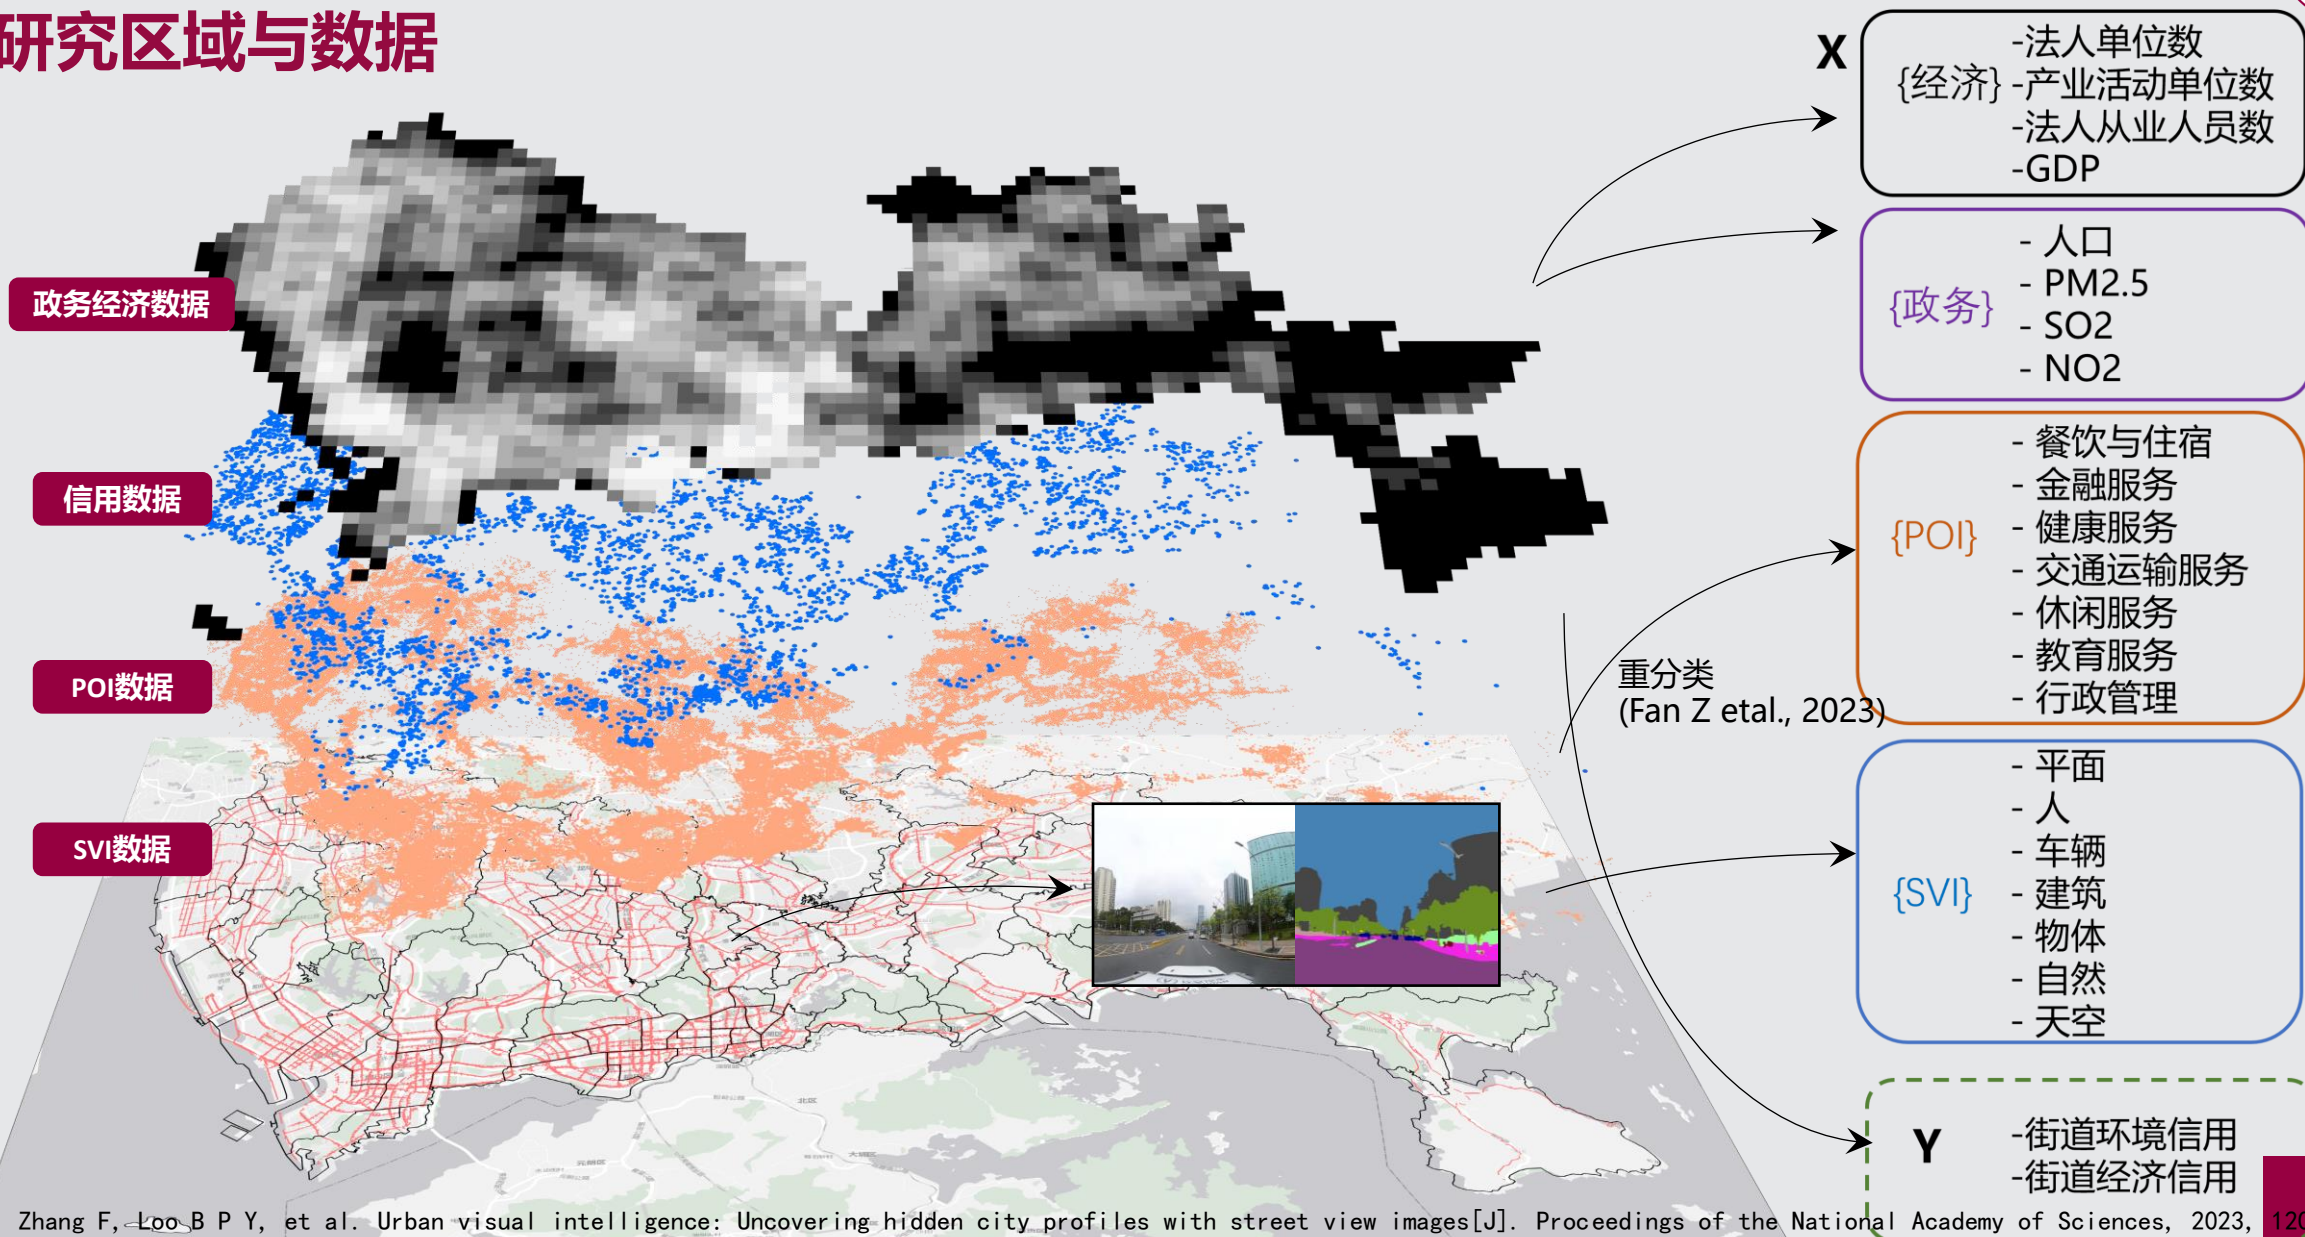 研究区域与数据
X
{经济}
-法人单位数
-产业活动单位数
-法人从业人员数
-GDP
{政务}
- 人口
- PM2.5
- SO2
- NO2
政务经济数据
信用数据
POI数据
SVI数据
{POI}
- 餐饮与住宿
- 金融服务
- 健康服务
- 交通运输服务
- 休闲服务
- 教育服务
- 行政管理
重分类
(Fan Z etal., 2023)
{SVI}
- 平面
- 人
- 车辆
- 建筑
- 物体
- 自然
- 天空
Y
-街道环境信用
-街道经济信用
Zhang F, Loo B P Y, et al. Urban visual intelligence: Uncovering hidden city profiles with street view images[J]. Proceedings of the National Academy of Sciences, 2023, 120